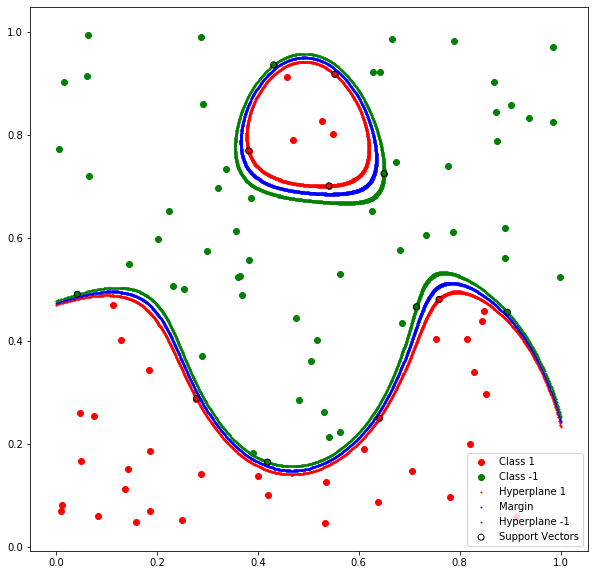 1.0
0.8
0.6
0.4
0.2
0.0
0.0 0.2 0.4 0.6 0.8 1.0
Class 1
Class -1
Hyperplane 1
Margin
Hyperplane -1
Support Vectors